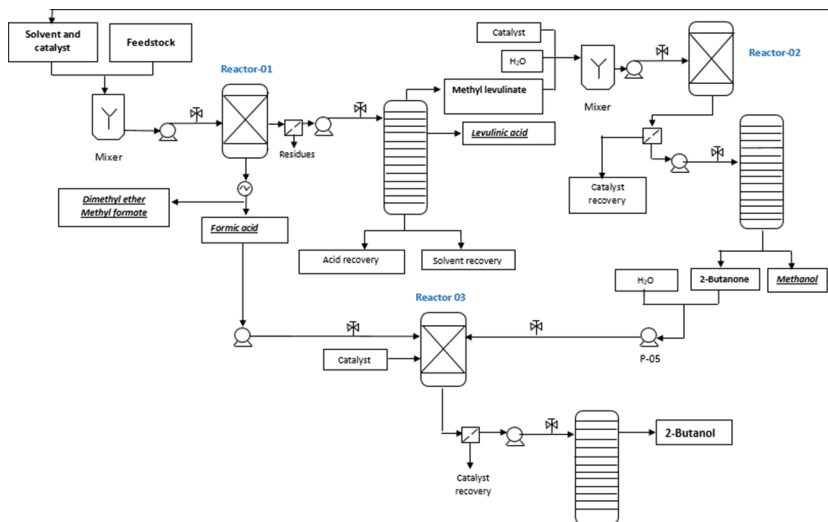 Solvent and
catalyst
Feedstock
Reactor-01
Mixer
Residues
Methyl levulinate
Levulinic acid
Catalyst
H₂O
Mixer
Reactor-02
Dimethyl ether
Methyl formate
Formic acid
Acid recovery
Solvent recovery
Catalyst
recovery
H₂O
2-Butanone
Methanol
Reactor 03
P-05
Catalyst
2-Butanol
Catalyst
recovery